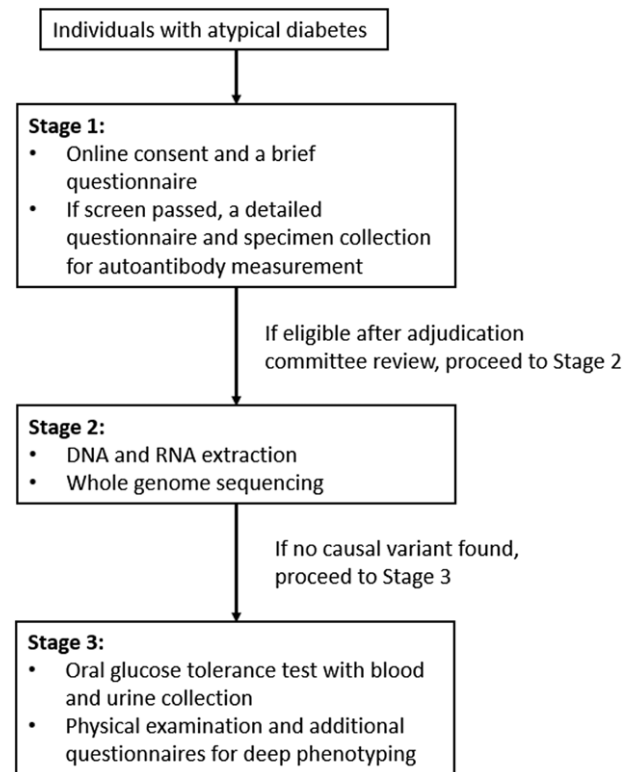 Individuals with atypical diabetes
Stage 1:
• Online consent and a brief
questionnaire
• If screen passed, a detailed
questionnaire and specimen collection
for autoantibody measurement
If eligible after adjudication
committee review, proceed to Stage 2
Stage 2:
• DNA and RNA extraction
• Whole genome sequencing
If no causal variant found,
proceed to Stage 3
Stage 3:
• Oral glucose tolerance test with blood
and urine collection
• Physical examination and additional
questionnaires for deep phenotyping